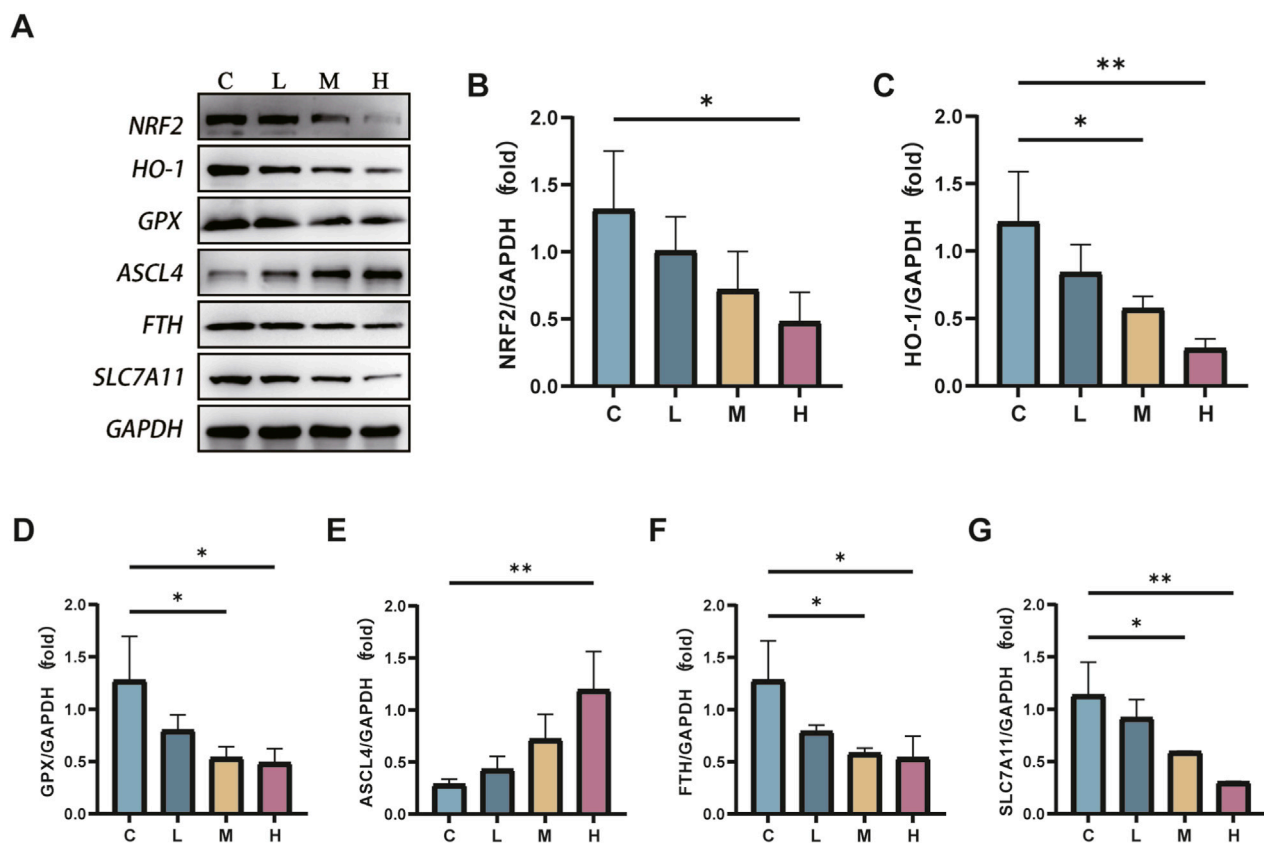 A
C L M H
NRF2
HO-1
GPX
ASCL4
FTH
SLC7A11
GAPDH
B
*
NRF2/GAPDH (fold)
2.0
1.5
1.0
0.5
0.0
C L M H
C
**
*
HO-1/GAPDH (fold)
2.0
1.5
1.0
0.5
0.0
C L M H
D
*
*
GPX/GAPDH (fold)
2.0
1.5
1.0
0.5
0.0
C L M H
E
**
ASCL4/GAPDH (fold)
2.0
1.5
1.0
0.5
0.0
C L M H
F
*
*
FTH/GAPDH (fold)
2.0
1.5
1.0
0.5
0.0
C L M H
G
**
*
SLC7A11/GAPDH (fold)
2.0
1.5
1.0
0.5
0.0
C L M H